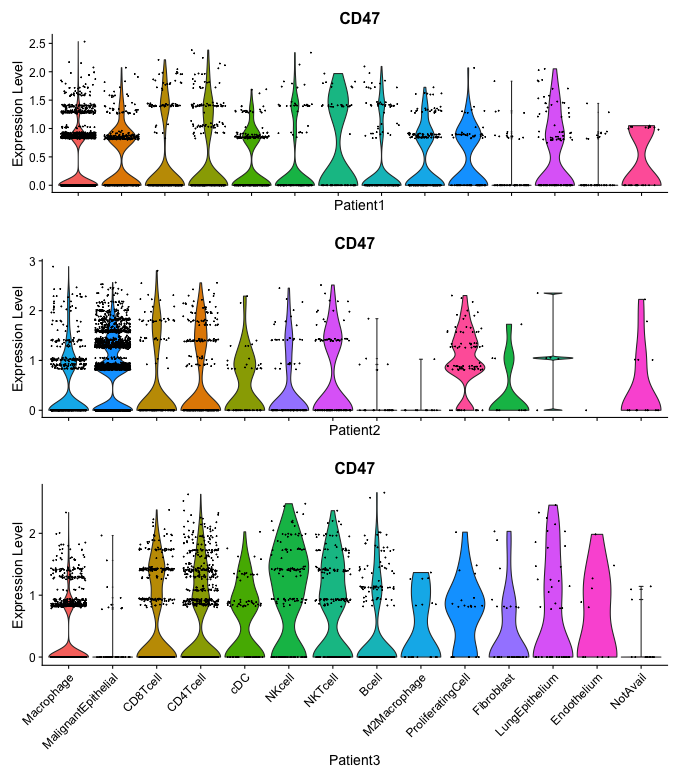 CD47
Expression Level
2.5
2.0
1.5
1.0
0.5
0.0
Patient1
CD47
Expression Level
3
2
1
0
Patient2
CD47
Expression Level
2
1
0
Macrophage
MalignantEpithelial
CD8Tcell
CD4Tcell
cDC
NKcell
NKTcell
Bcell
M2Macrophage
ProliferatingCell
Fibroblast
LungEpithelium
Endothelium
NotAvail
Patient3